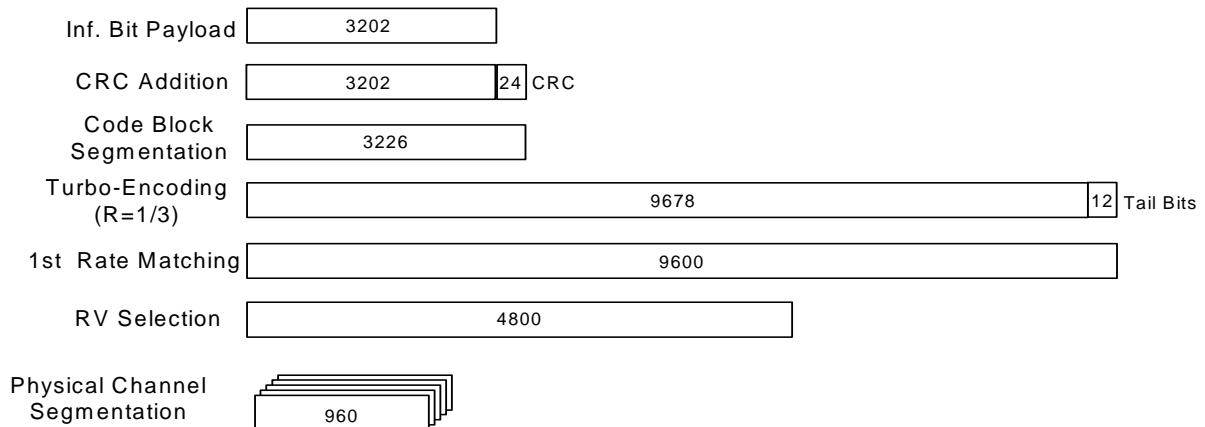 Inf. Bit Payload 3202
CRC Addition 3202 24 CRC
Code Block
Segmentation 3226
Turbo-Encoding
(R=1/3) 9678 12 Tail Bits
1st Rate Matching 9600
RV Selection 4800
Physical Channel
Segmentation 960